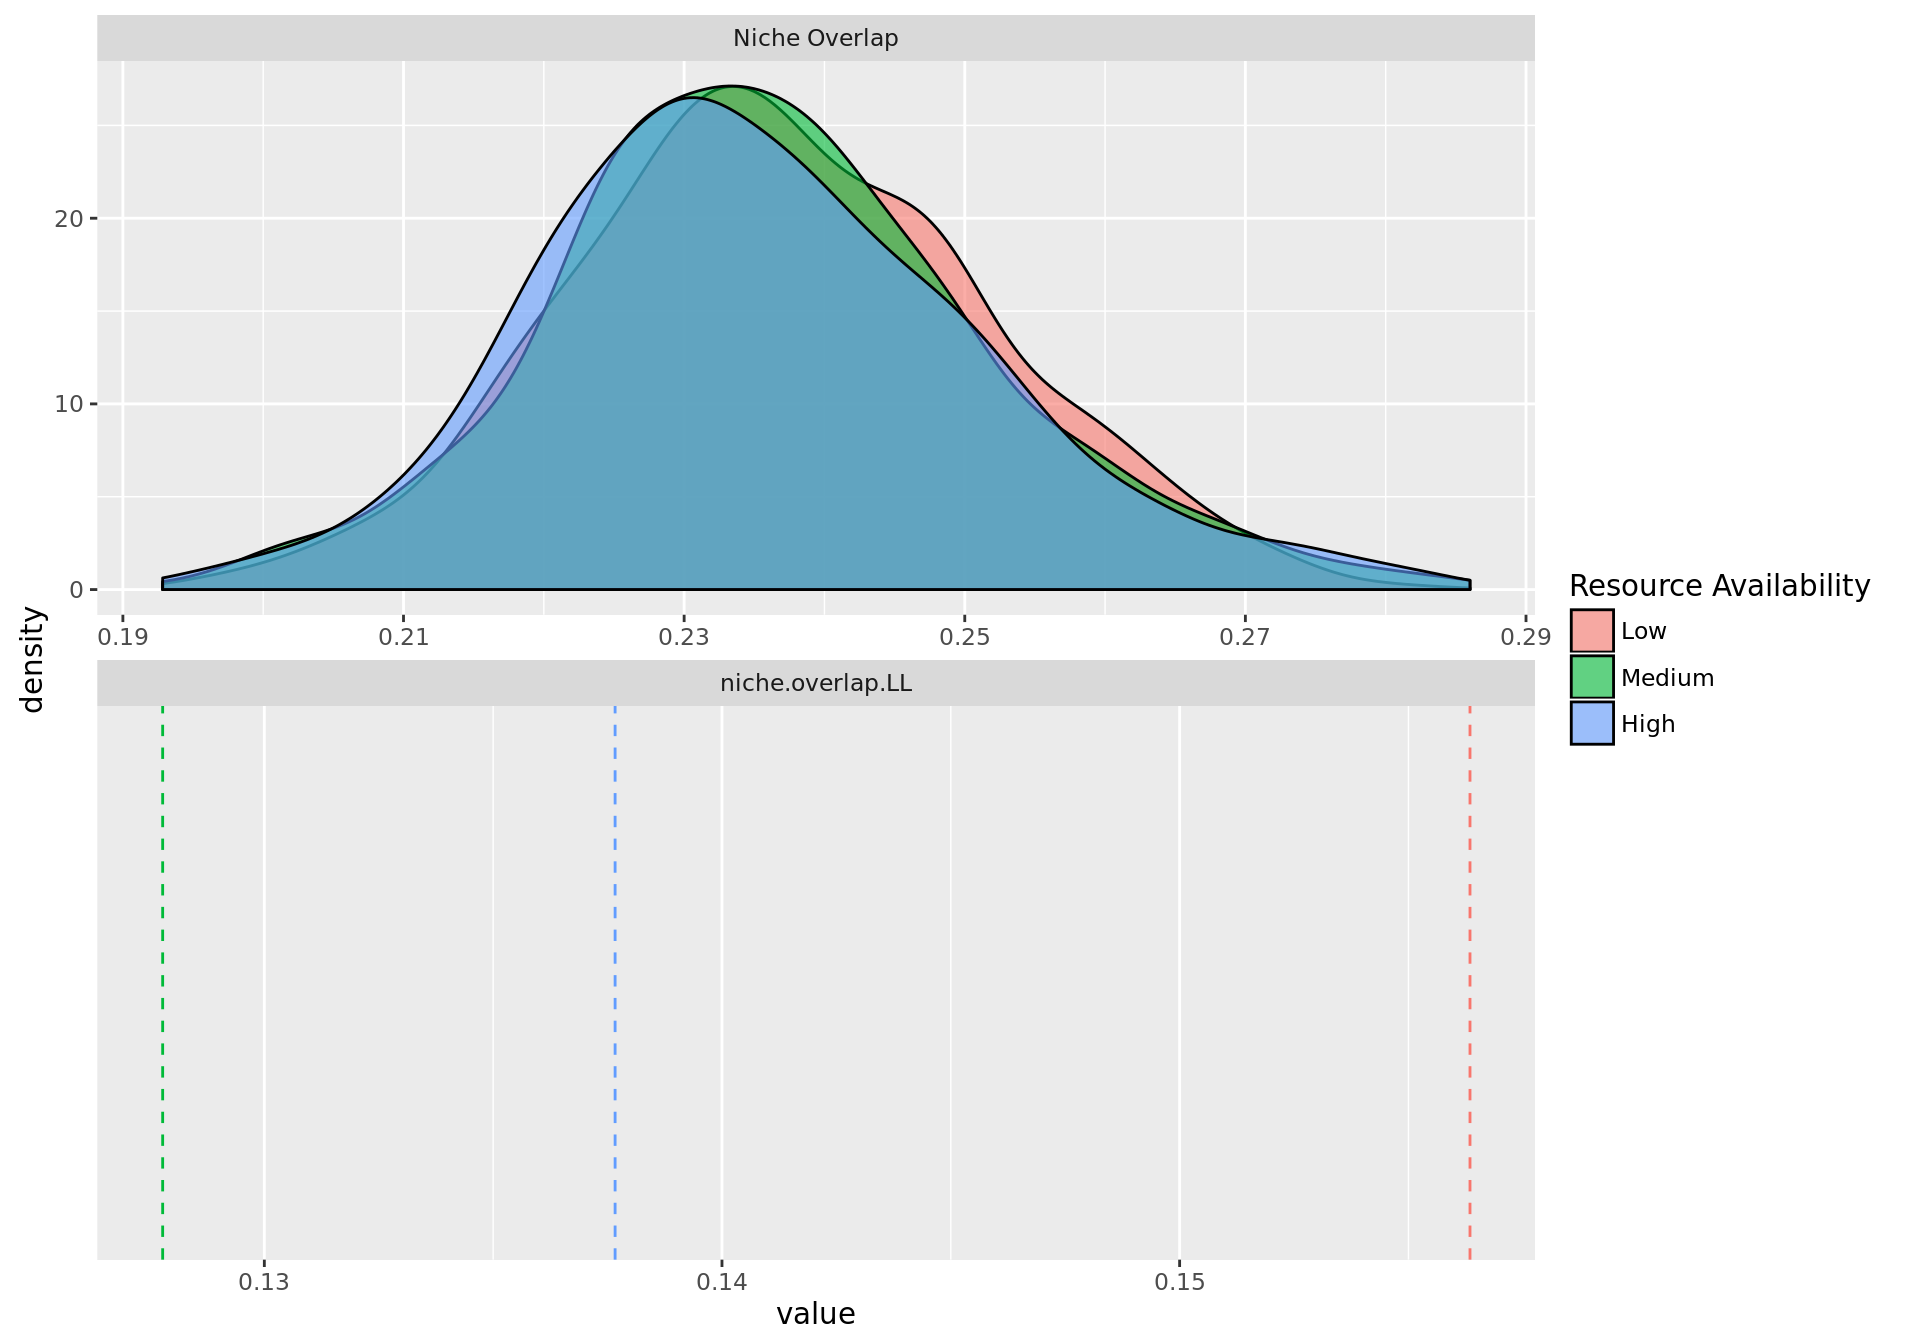 Niche Overlap
20
10
0
0.19 0.21 0.23 0.25 0.27 0.29
density
niche.overlap.LL
0.13 0.14 0.15
value
Resource Availability
Low
Medium
High